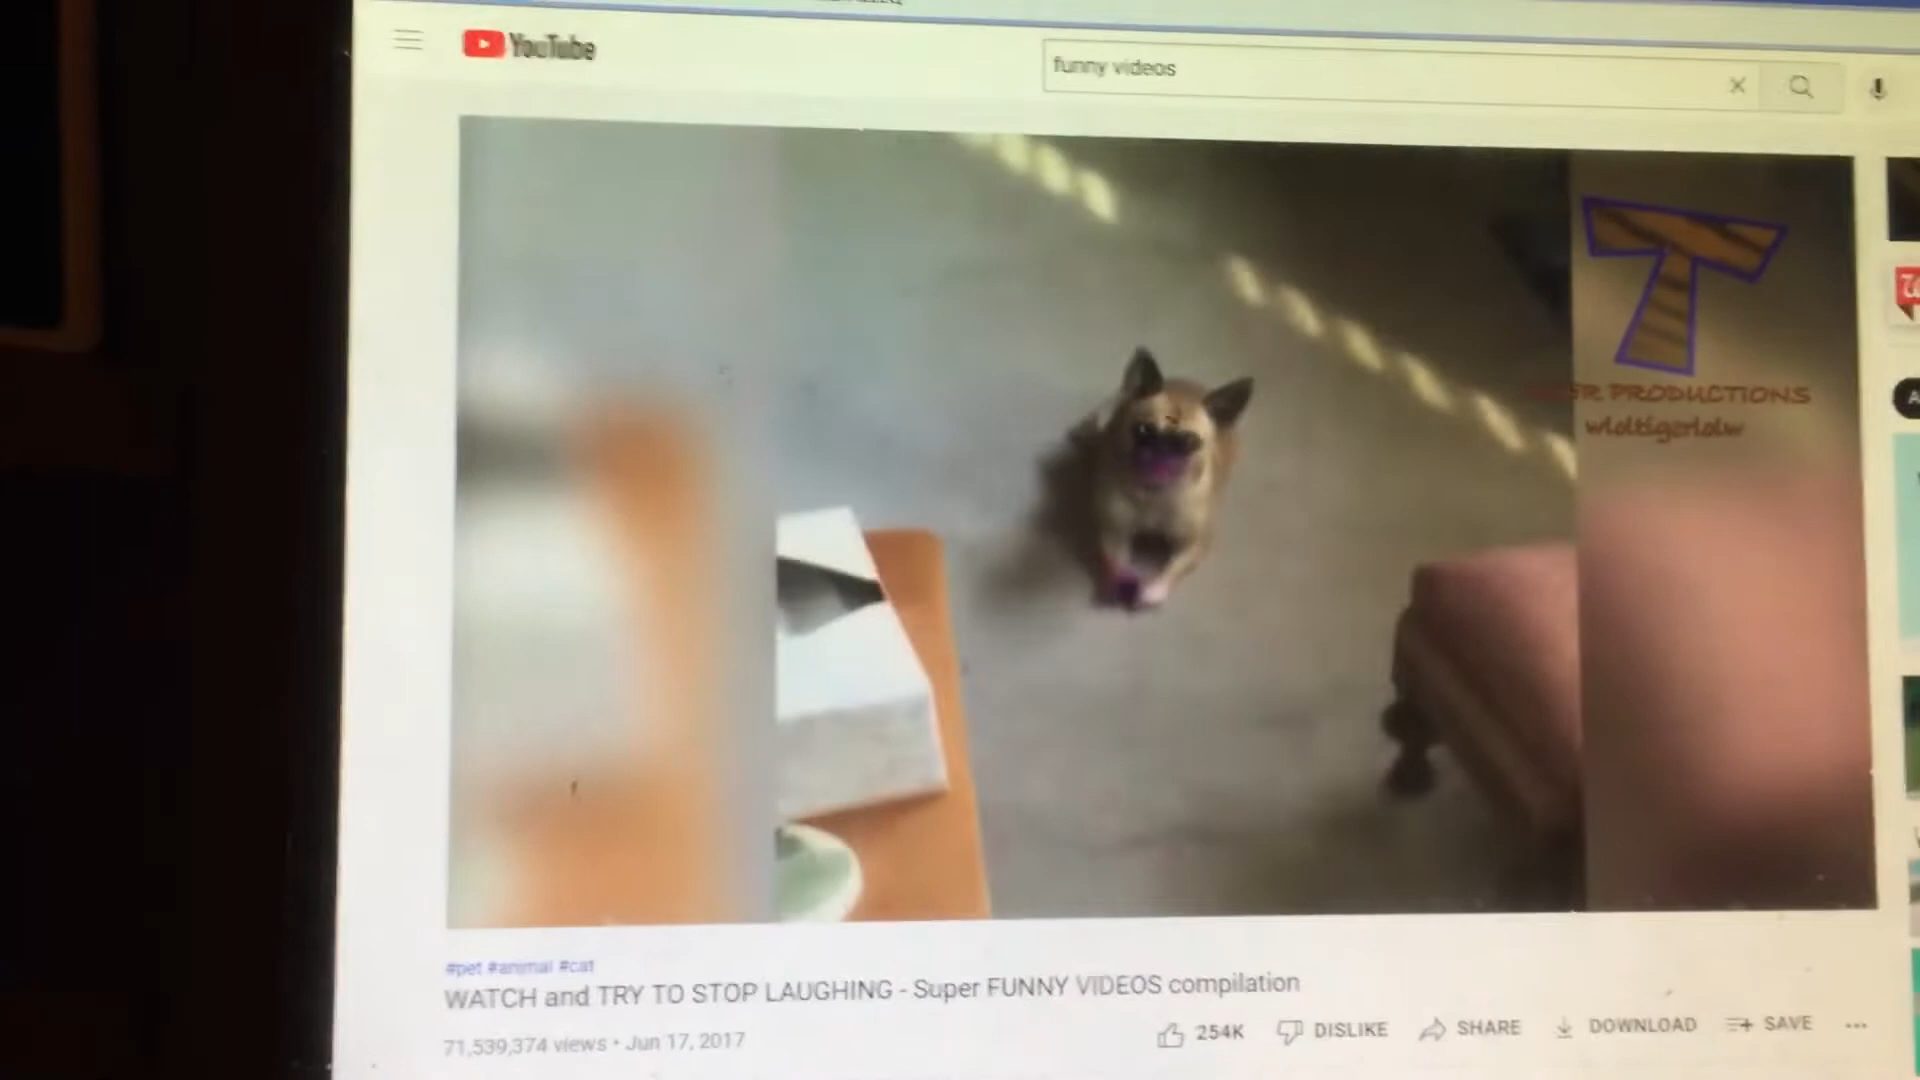 YouTube
funny videos
PRODUCTIONS
wloltigerlolw
#pet #animal #cat
WATCH and TRY TO STOP LAUGHING - Super FUNNY VIDEOS compilation
71,539,374 views • Jun 17, 2017
254K
DISLIKE
SHARE
DOWNLOAD
SAVE